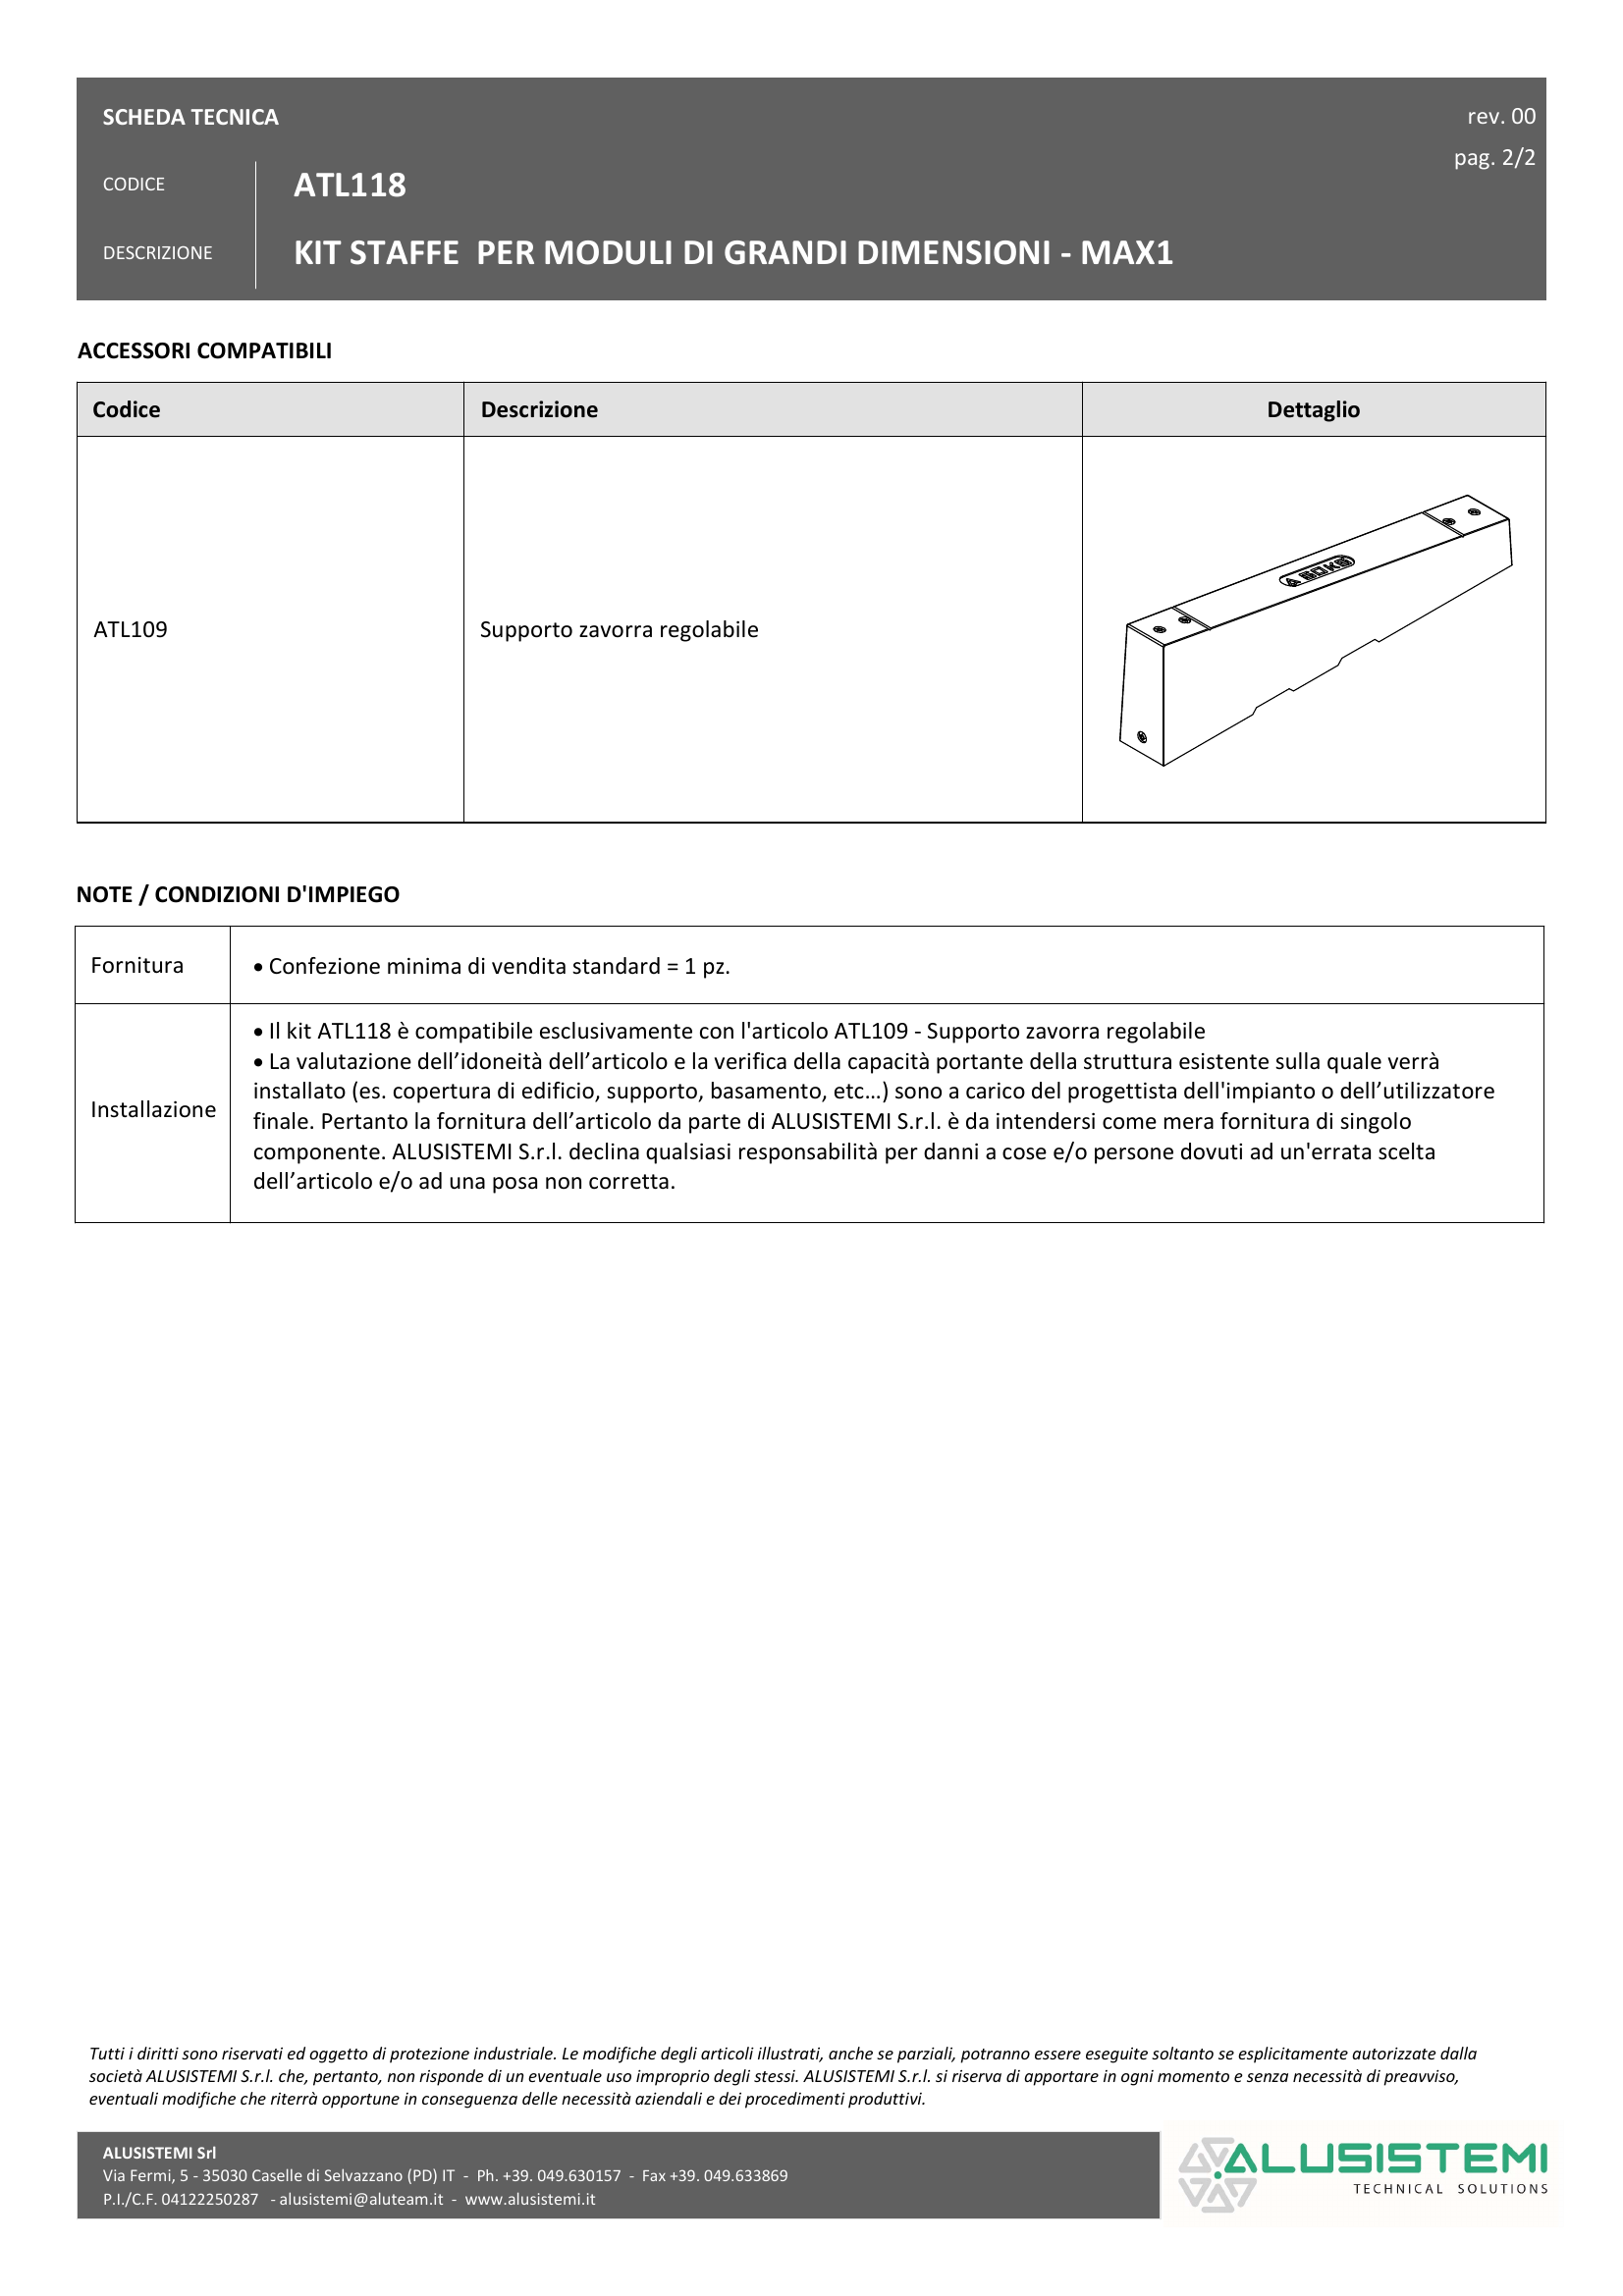 SCHEDA TECNICA
rev. 00
pag. 2/2
CODICE
ATL118
DESCRIZIONE
KIT STAFFE  PER MODULI DI GRANDI DIMENSIONI - MAX1
ACCESSORI COMPATIBILI
Codice
Descrizione
Dettaglio
ATL109
Supporto zavorra regolabile
NOTE / CONDIZIONI D'IMPIEGO
Fornitura
• Confezione minima di vendita standard = 1 pz.
Installazione
• Il kit ATL118 è compatibile esclusivamente con l'articolo ATL109 - Supporto zavorra regolabile
• La valutazione dell’idoneità dell’articolo e la verifica della capacità portante della struttura esistente sulla quale verrà
installato (es. copertura di edificio, supporto, basamento, etc…) sono a carico del progettista dell'impianto o dell’utilizzatore
finale. Pertanto la fornitura dell’articolo da parte di ALUSISTEMI S.r.l. è da intendersi come mera fornitura di singolo
componente. ALUSISTEMI S.r.l. declina qualsiasi responsabilità per danni a cose e/o persone dovuti ad un'errata scelta
dell’articolo e/o ad una posa non corretta.
Tutti i diritti sono riservati ed oggetto di protezione industriale. Le modifiche degli articoli illustrati, anche se parziali, potranno essere eseguite soltanto se esplicitamente autorizzate dalla
società ALUSISTEMI S.r.l. che, pertanto, non risponde di un eventuale uso improprio degli stessi. ALUSISTEMI S.r.l. si riserva di apportare in ogni momento e senza necessità di preavviso,
eventuali modifiche che riterrà opportune in conseguenza delle necessità aziendali e dei procedimenti produttivi.
ALUSISTEMI Srl
Via Fermi, 5 - 35030 Caselle di Selvazzano (PD) IT  -  Ph. +39. 049.630157  -  Fax +39. 049.633869
P.I./C.F. 04122250287   - alusistemi@aluteam.it  -  www.alusistemi.it
ALUSISTEMI
TECHNICAL SOLUTIONS